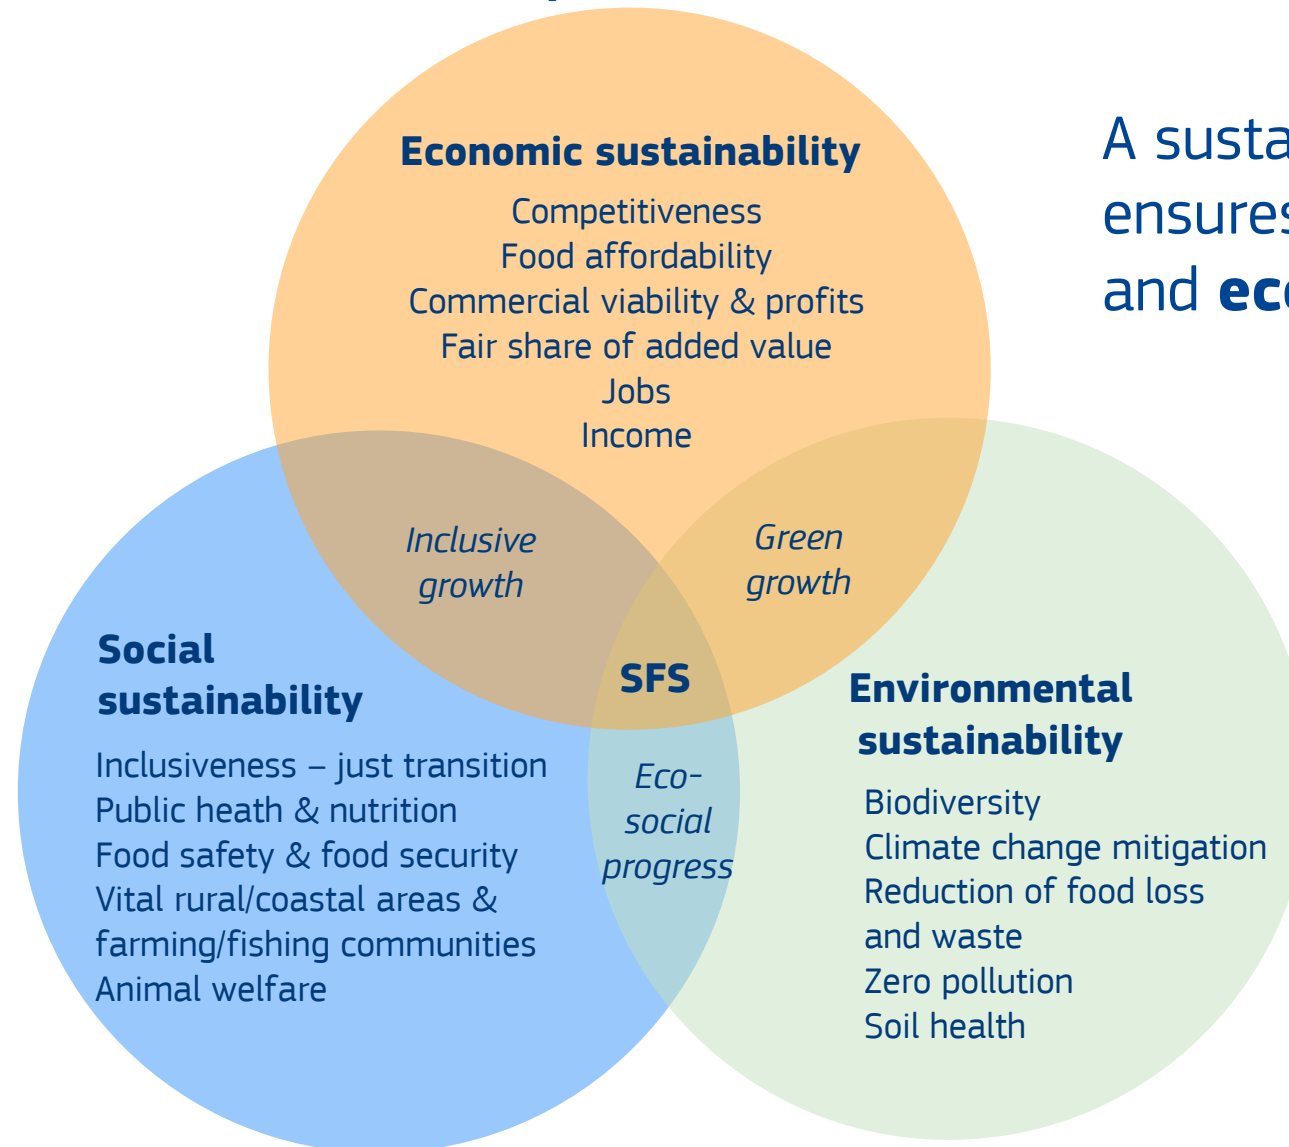 A susta
ensures
and eco
Economic sustainability
Competitiveness
Food affordability
Commercial viability & profits
Fair share of added value
Jobs
Income
Inclusive
growth
Green
growth
Social
sustainability
Inclusiveness – just transition
Public heath & nutrition
Food safety & food security
Vital rural/coastal areas &
farming/fishing communities
Animal welfare
SFS
Eco-
social
progress
Environmental
sustainability
Biodiversity
Climate change mitigation
Reduction of food loss
and waste
Zero pollution
Soil health